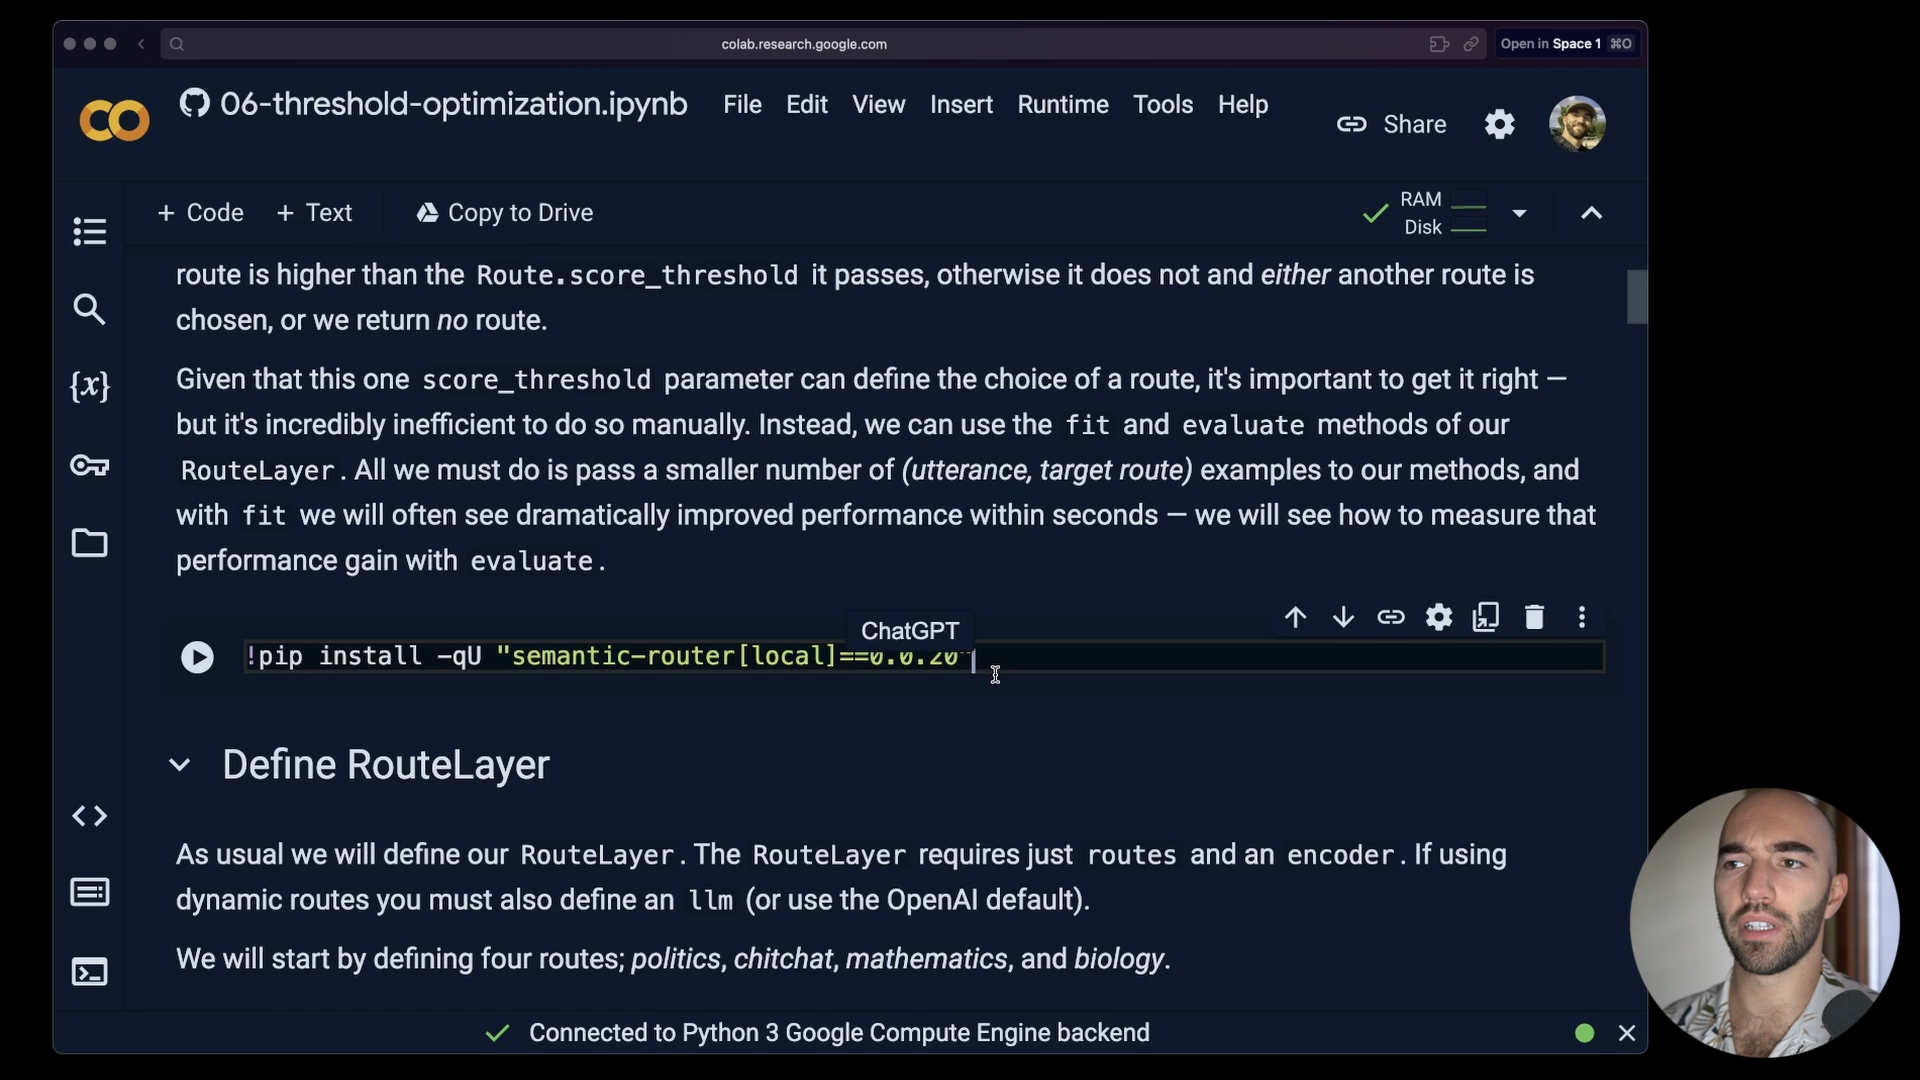 colab.research.google.com
Open in Space 1 ⌘O
06-threshold-optimization.ipynb
File Edit View Insert Runtime Tools Help
Share
+ Code + Text
Copy to Drive
RAM
Disk
route is higher than the Route.score_threshold it passes, otherwise it does not and either another route is
chosen, or we return no route.
Given that this one score_threshold parameter can define the choice of a route, it's important to get it right —
but it's incredibly inefficient to do so manually. Instead, we can use the fit and evaluate methods of our
RouteLayer. All we must do is pass a smaller number of (utterance, target route) examples to our methods, and
with fit we will often see dramatically improved performance within seconds — we will see how to measure that
performance gain with evaluate.
ChatGPT
!pip install -qU "semantic-router[local]==0.0.20"
Define RouteLayer
As usual we will define our RouteLayer. The RouteLayer requires just routes and an encoder. If using
dynamic routes you must also define an llm (or use the OpenAI default).
We will start by defining four routes; politics, chitchat, mathematics, and biology.
Connected to Python 3 Google Compute Engine backend